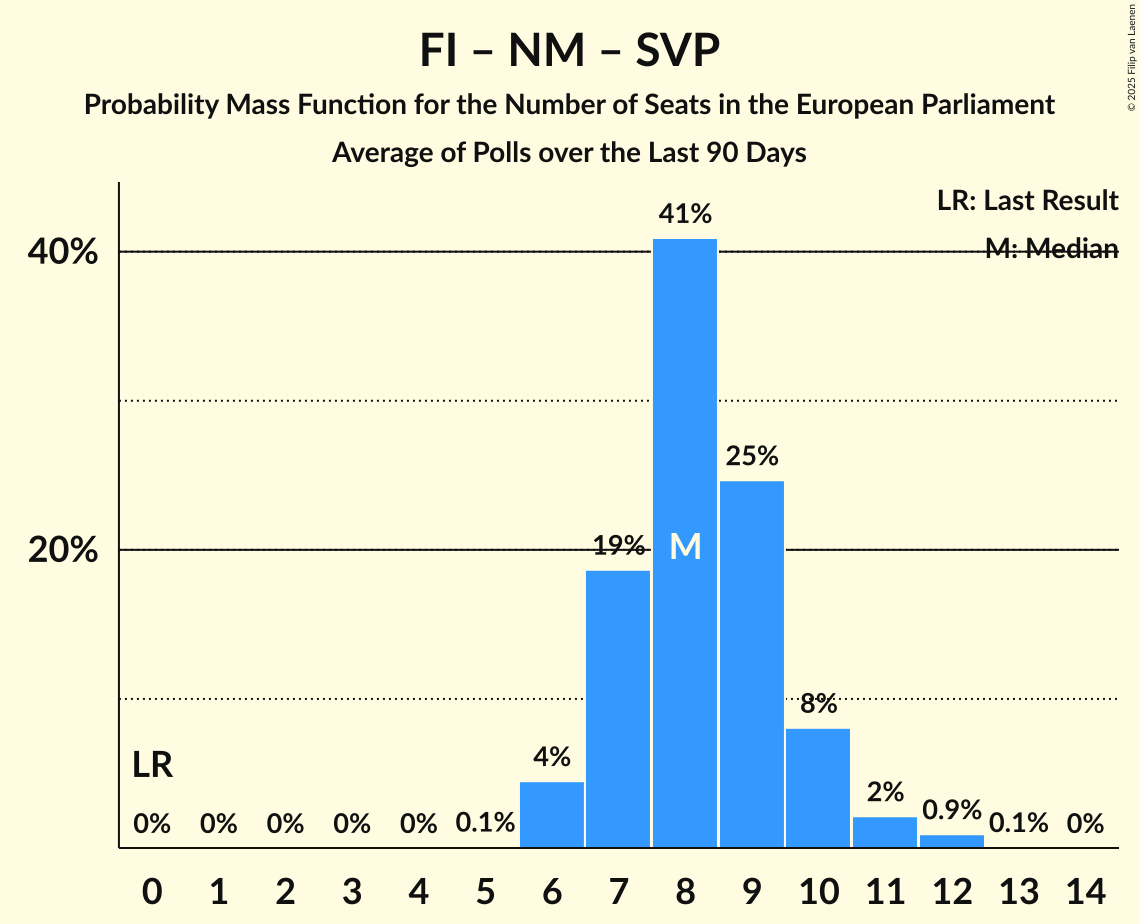 FI – NM – SVP
Probability Mass Function for the Number of Seats in the European Parliament
Average of Polls over the Last 90 Days
© 2025 Filip van Laenen
LR: Last Result
M: Median
40%
20%
41%
25%
19%
M
8%
4%
LR
2%
0.9%
0% 0% 0% 0% 0% 0.1% 0.1% 0%
0 1 2 3 4 5 6 7 8 9 10 11 12 13 14